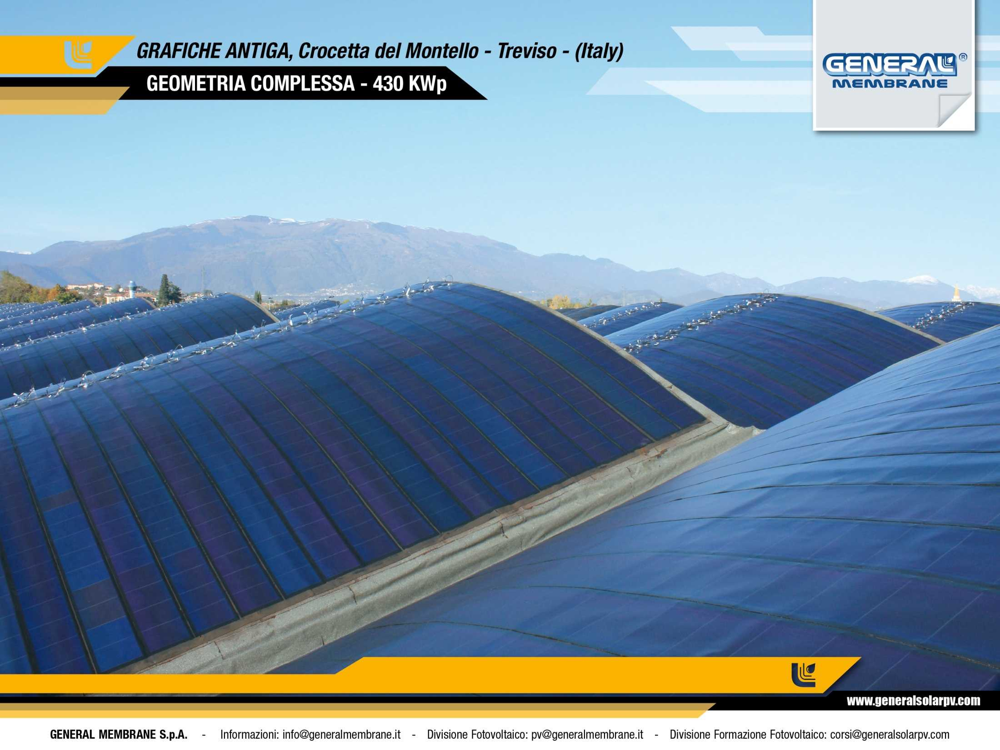 GRAFICHE ANTIGA, Crocetta del Montello - Treviso - (Italy)
GEOMETRIA COMPLESSA - 430 KWp
GENERAL ®
MEMBRANE
www.generalsolarpv.com
GENERAL MEMBRANE S.p.A. - Informazioni: info@generalmembrane.it - Divisione Fotovoltaico: pv@generalmembrane.it - Divisione Formazione Fotovoltaico: corsi@generalsolarpv.com